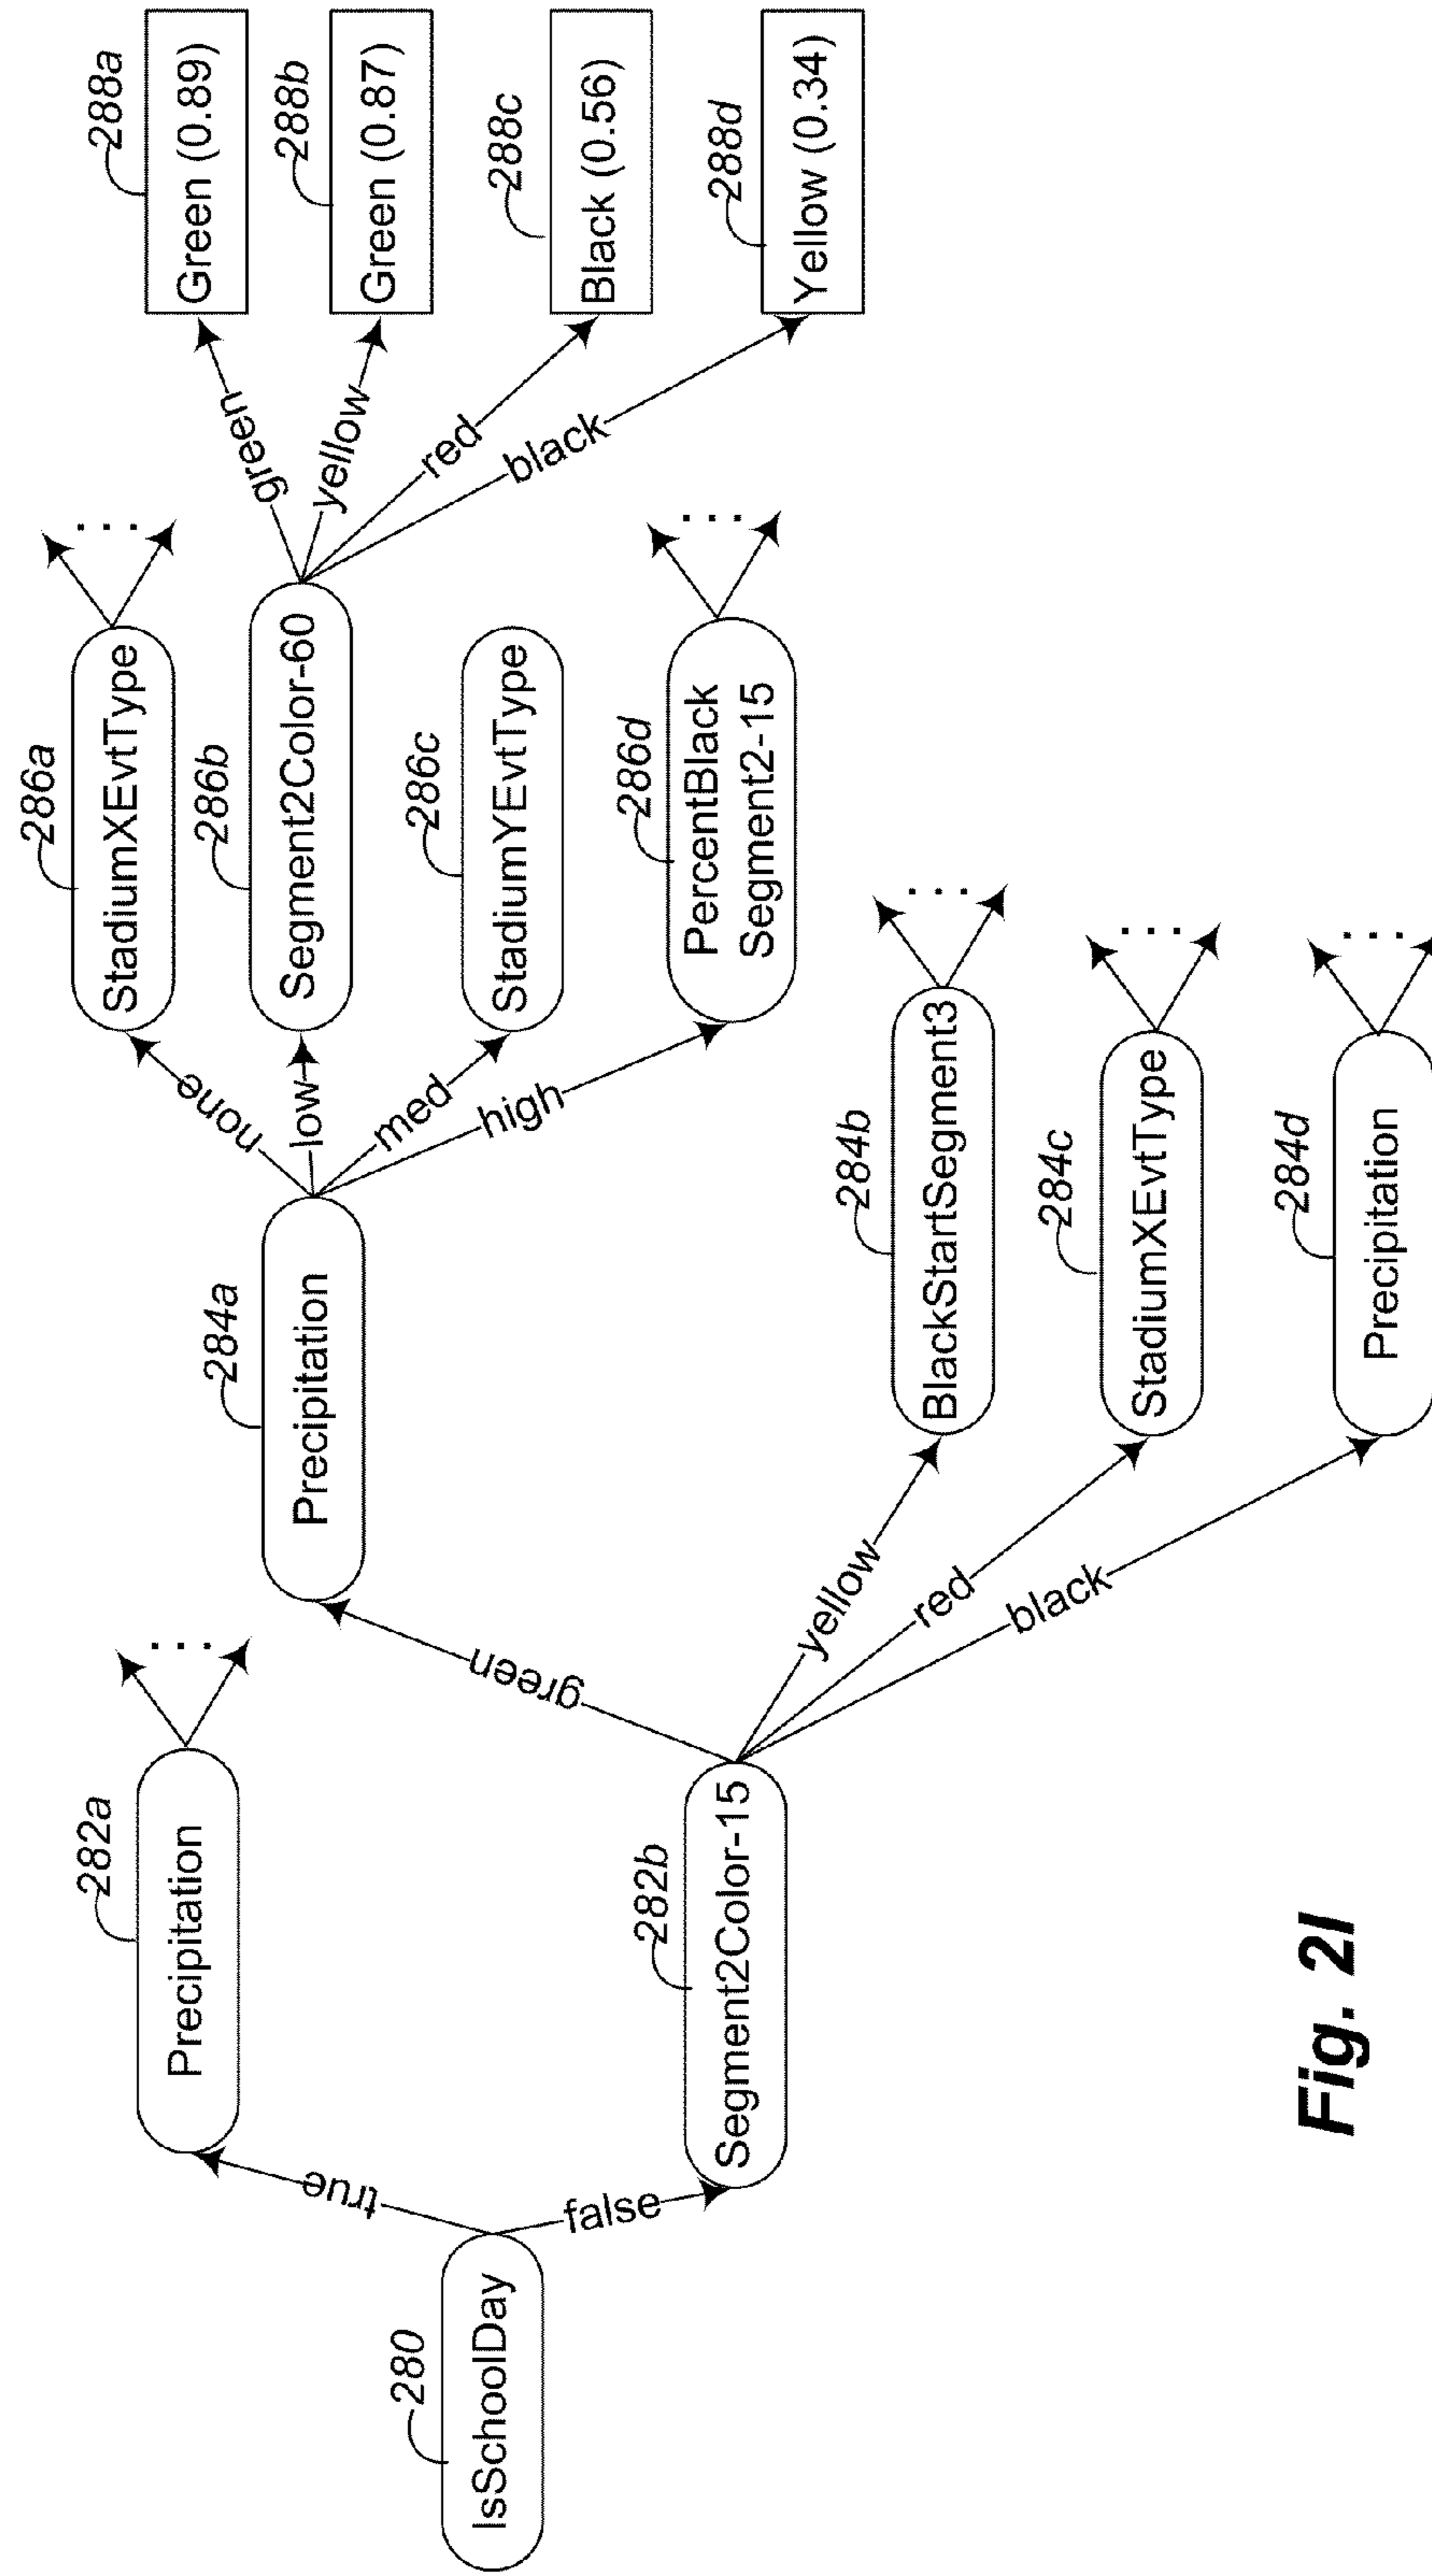 280
IsSchoolDay
true
false
282a
Precipitation
...
282b
Segment2Color-15
green
yellow
red
black
284a
Precipitation
284b
BlackStartSegment3
...
284c
StadiumXEvtType
...
284d
Precipitation
...
none
low
med
high
286a
StadiumXEvtType
...
286b
Segment2Color-60
286c
StadiumYEvtType
286d
PercentBlack
Segment2-15
...
green
yellow
red
black
288a
Green (0.89)
288b
Green (0.87)
288c
Black (0.56)
288d
Yellow (0.34)
Fig. 2I